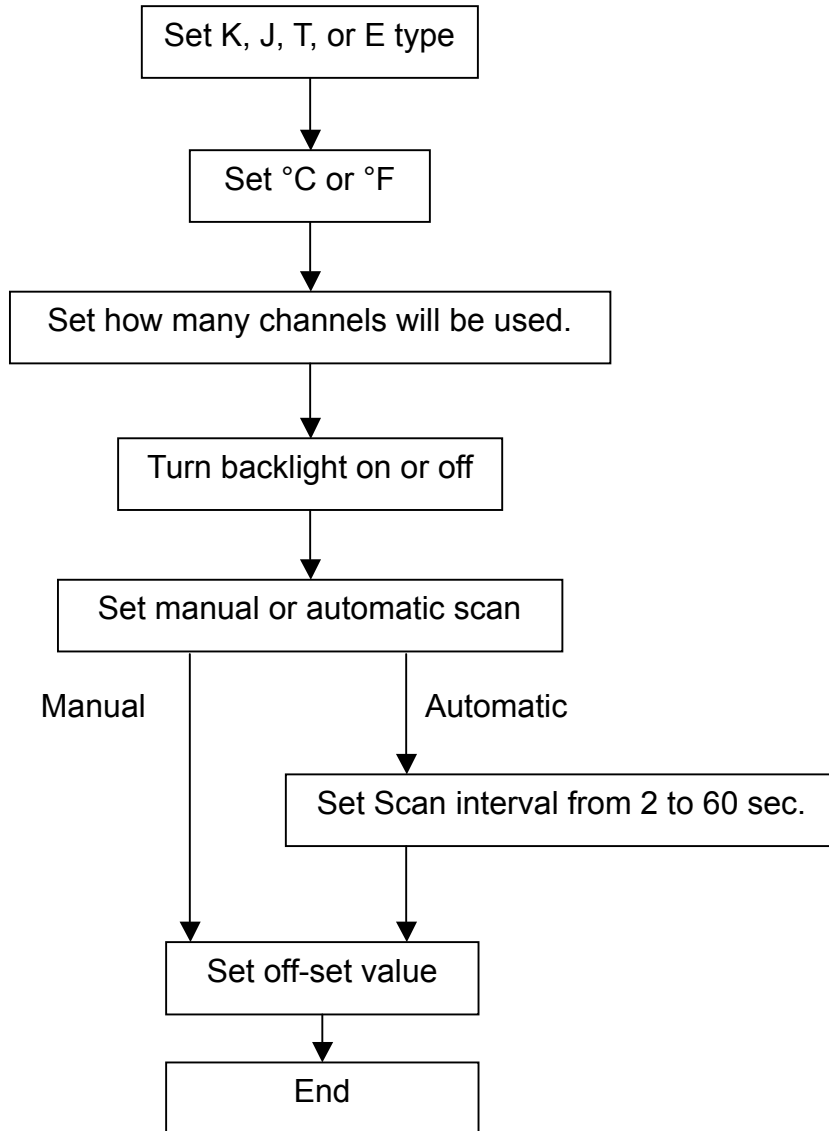 Set K, J, T, or E type
Set °C or °F
Set how many channels will be used.
Turn backlight on or off
Set manual or automatic scan
Manual
Automatic
Set Scan interval from 2 to 60 sec.
Set off-set value
End